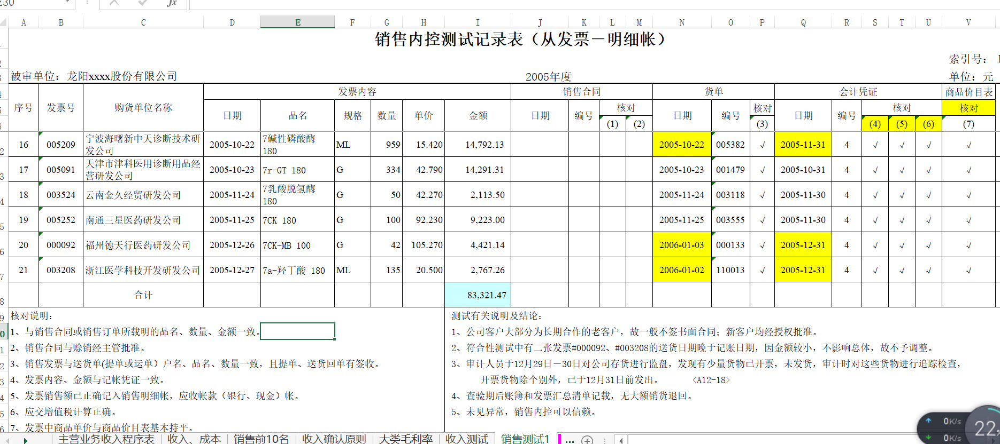 E30 fx
A B C D E F G H I J K L M N O P Q R S T U V
销售内控测试记录表（从发票－明细帐）
索引号：
被审单位：龙阳xxxx股份有限公司 2005年度 单位：元
发票内容 销售合同 货单 会计凭证 商品价目表
序号 发票号 购货单位名称 日期 品名 规格 数量 单价 金额 日期 编号 核对 日期 编号 核对 日期 编号 核对 核对
(1) (2) (3) (4) (5) (6) (7)
16 005209 宁波海曙新中天诊断技术研发公司 2005-10-22 7碱性磷酸酶 180 ML 959 15.420 14,792.13 2005-10-22 005382 √ 2005-11-31 4 √ √ √ √
17 005091 天津市津科医用诊断用品经营研发公司 2005-10-23 7r-GT 180 G 334 42.790 14,291.31 2005-10-23 001479 √ 2005-10-31 4 √ √ √ √
18 003524 云南金久经贸研发公司 2005-11-24 7乳酸脱氢酶 180 G 50 42.270 2,113.50 2005-11-24 003118 √ 2005-11-30 4 √ √ √ √
19 005252 南通三星医药研发公司 2005-11-25 7CK 180 G 100 92.230 9,223.00 2005-11-25 003555 √ 2005-11-30 4 √ √ √ √
20 000092 福州德天行医药研发公司 2005-12-26 7CK-MB 100 G 42 105.270 4,421.14 2006-01-03 000133 √ 2005-12-31 4 √ √ √ √
21 003208 浙江医学科技开发研发公司 2005-12-27 7a-羟丁酸 180 ML 135 20.500 2,767.26 2006-01-02 110013 √ 2005-12-31 4 √ √ √ √
合计 83,321.47
核对说明：
1、与销售合同或销售订单所载明的品名、数量、金额一致。
2、销售合同与赊销经主管批准。
3、销售发票与送货单(提单或运单）户名、品名、数量一致，且提单、送货回单有签收。
4、发票内容、金额与记帐凭证一致。
5、发票销售额已正确记入销售明细帐，应收帐款（银行、现金）帐。
6、应交增值税计算正确。
7、发票中商品单价与商品价目表基本持平。
测试有关说明及结论：
1、公司客户大部分为长期合作的老客户，故一般不签书面合同；新客户均经授权批准。
2、符合性测试中有二张发票#000092、#003208的送货日期晚于记账日期，因金额较小，不影响总体，故不予调整。
3、审计人员于12月29日－30日对公司存货进行监盘，发现有少量货物已开票，未发货，审计时对这些货物进行追踪检查，
开票货物除个别外，已于12月31日前发出。 <A12-18>
4、查验期后账簿和发票汇总清单记载，无大额销货退回。
5、未见异常，销售内控可以信赖。
主营业务收入程序表 收入、成本 销售前10名 收入确认原则 大类毛利率 收入测试 销售测试1 ...
0K/s
0K/s
22